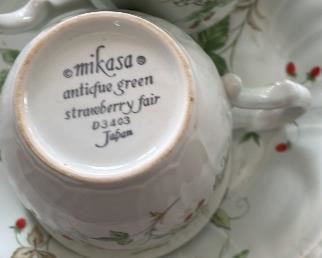 ©mikasa®
antique green
strawberry fair
D3403
Japan